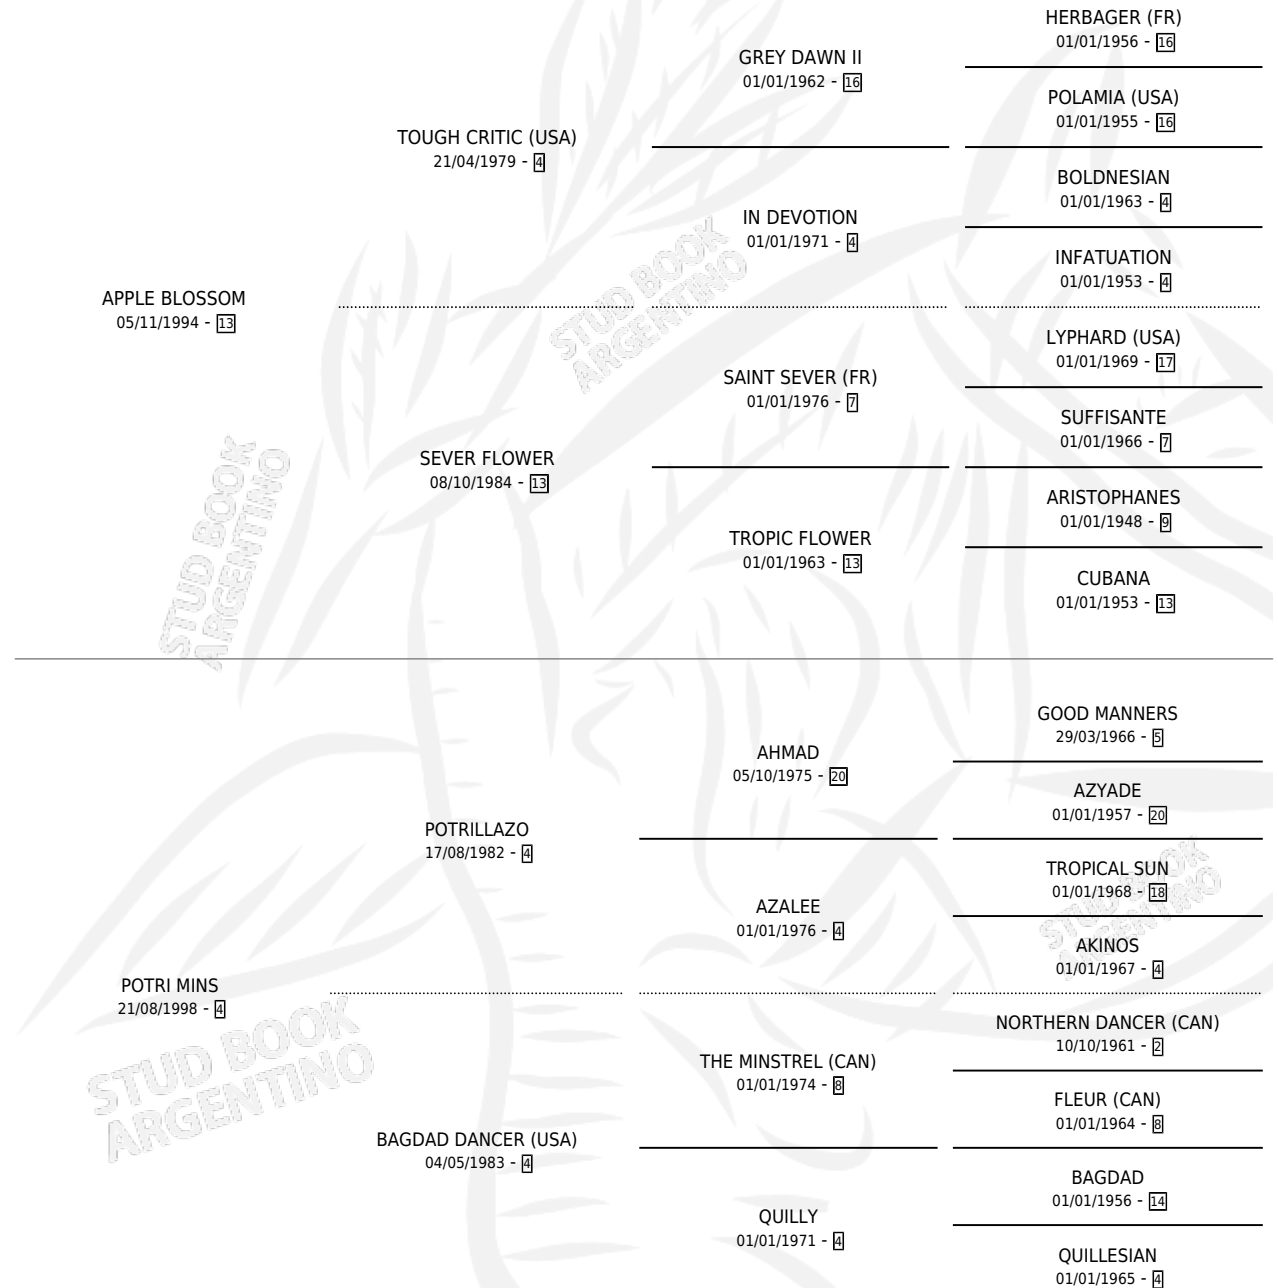 HERBAGER (FR)
01/01/1956 - 16
GREY DAWN II
01/01/1962 - 16
POLAMIA (USA)
01/01/1955 - 16
TOUGH CRITIC (USA)
21/04/1979 - 4
BOLDNESIAN
01/01/1963 - 4
IN DEVOTION
01/01/1971 - 4
INFATUATION
01/01/1953 - 4
APPLE BLOSSOM
05/11/1994 - 13
LYPHARD (USA)
01/01/1969 - 17
SAINT SEVER (FR)
01/01/1976 - 7
SUFFISANTE
01/01/1966 - 7
SEVER FLOWER
08/10/1984 - 13
ARISTOPHANES
01/01/1948 - 9
TROPIC FLOWER
01/01/1963 - 13
CUBANA
01/01/1953 - 13
GOOD MANNERS
29/03/1966 - 5
AHMAD
05/10/1975 - 20
AZYADE
01/01/1957 - 20
POTRILLAZO
17/08/1982 - 4
TROPICAL SUN
01/01/1968 - 18
AZALEE
01/01/1976 - 4
AKINOS
01/01/1967 - 4
POTRI MINS
21/08/1998 - 4
NORTHERN DANCER (CAN)
10/10/1961 - 2
THE MINSTREL (CAN)
01/01/1974 - 8
FLEUR (CAN)
01/01/1964 - 8
BAGDAD DANCER (USA)
04/05/1983 - 4
BAGDAD
01/01/1956 - 14
QUILLY
01/01/1971 - 4
QUILLESIAN
01/01/1965 - 4
STUD BOOK
ARGENTINO
STUD BOOK
ARGENTINO
STUD BOOK
ARGENTINO
STUD BOOK
ARGENTINO